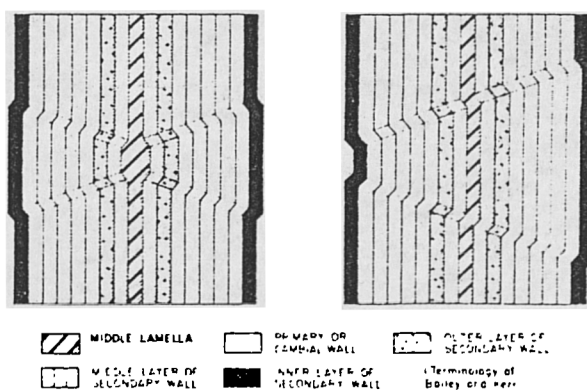 MIDDLE LAMELLA
PRIMARY OR
CAMBIAL WALL
OUTER LAYER OF
SECONDARY WALL
MIDDLE LAYER OF
SECONDARY WALL
INNER LAYER OF
SECONDARY WALL
(Terminology of
Bailey and Kerr